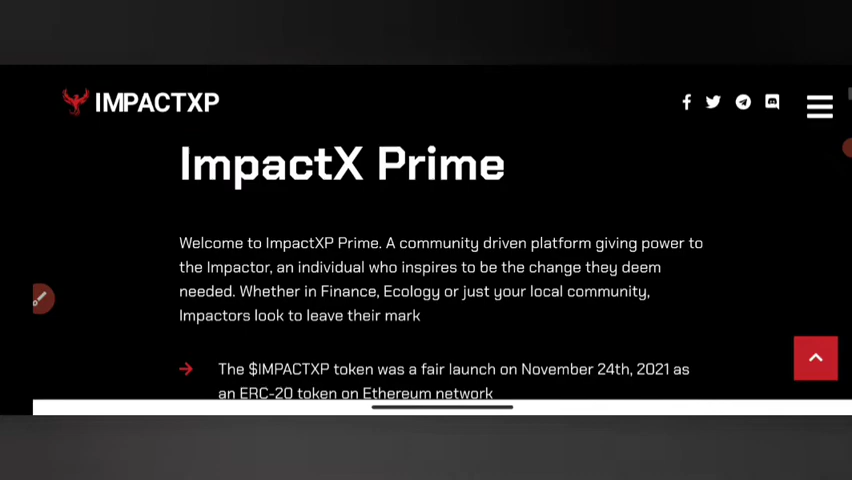 IMPACTXP
ImpactX Prime
Welcome to ImpactXP Prime. A community driven platform giving power to
the Impactor, an individual who inspires to be the change they deem
needed. Whether in Finance, Ecology or just your local community,
Impactors look to leave their mark
The $IMPACTXP token was a fair launch on November 24th, 2021 as
an ERC-20 token on Ethereum network